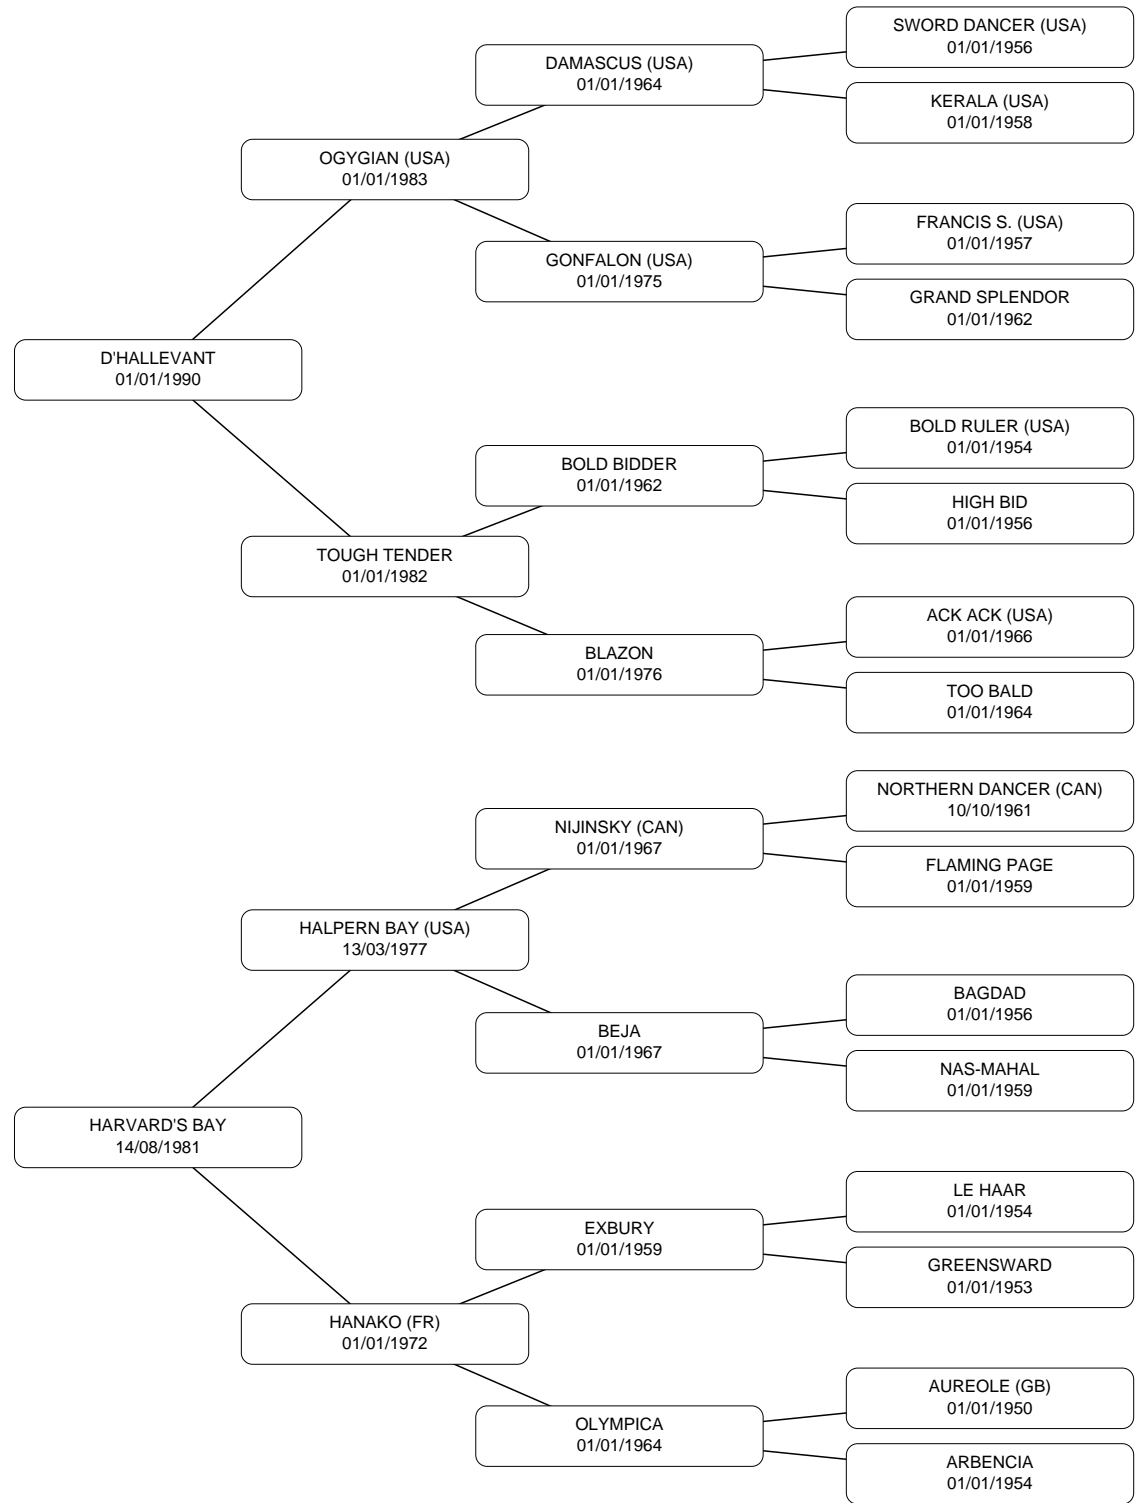 SWORD DANCER (USA)
01/01/1956
DAMASCUS (USA)
01/01/1964
KERALA (USA)
01/01/1958
OGYGIAN (USA)
01/01/1983
FRANCIS S. (USA)
01/01/1957
GONFALON (USA)
01/01/1975
GRAND SPLENDOR
01/01/1962
D'HALLEVANT
01/01/1990
BOLD RULER (USA)
01/01/1954
BOLD BIDDER
01/01/1962
HIGH BID
01/01/1956
TOUGH TENDER
01/01/1982
ACK ACK (USA)
01/01/1966
BLAZON
01/01/1976
TOO BALD
01/01/1964
NORTHERN DANCER (CAN)
10/10/1961
NIJINSKY (CAN)
01/01/1967
FLAMING PAGE
01/01/1959
HALPERN BAY (USA)
13/03/1977
BAGDAD
01/01/1956
BEJA
01/01/1967
NAS-MAHAL
01/01/1959
HARVARD'S BAY
14/08/1981
LE HAAR
01/01/1954
EXBURY
01/01/1959
GREENSWARD
01/01/1953
HANAKO (FR)
01/01/1972
AUREOLE (GB)
01/01/1950
OLYMPICA
01/01/1964
ARBENCIA
01/01/1954